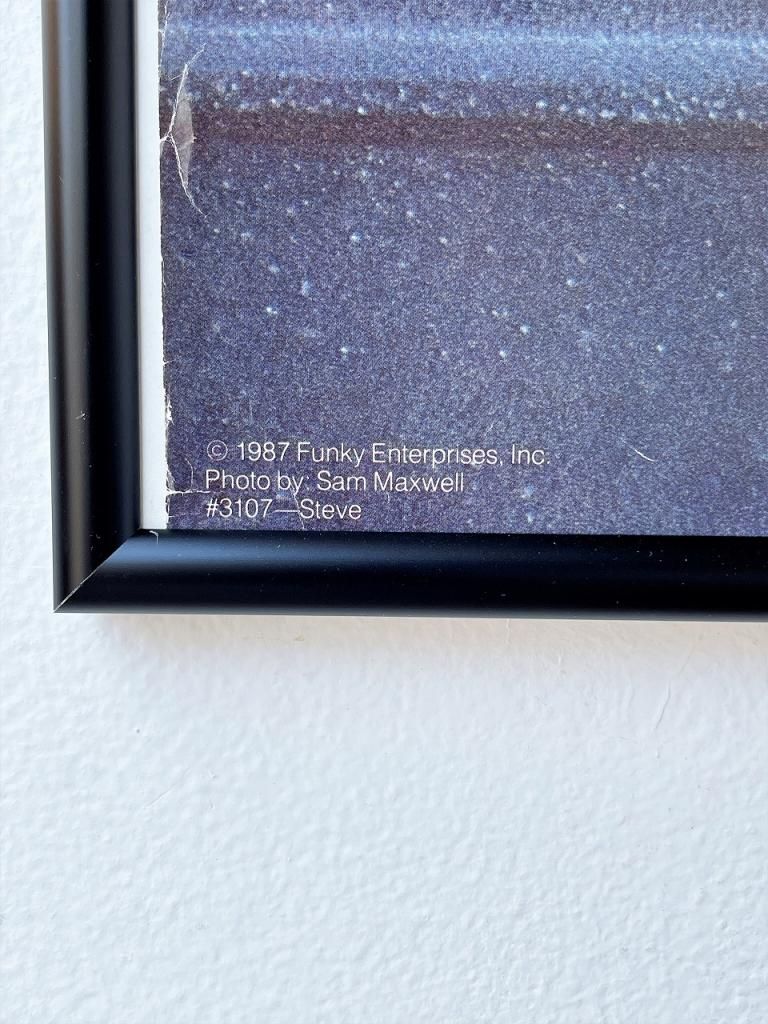 © 1987 Funky Enterprises, Inc.
Photo by: Sam Maxwell
#3107—Steve